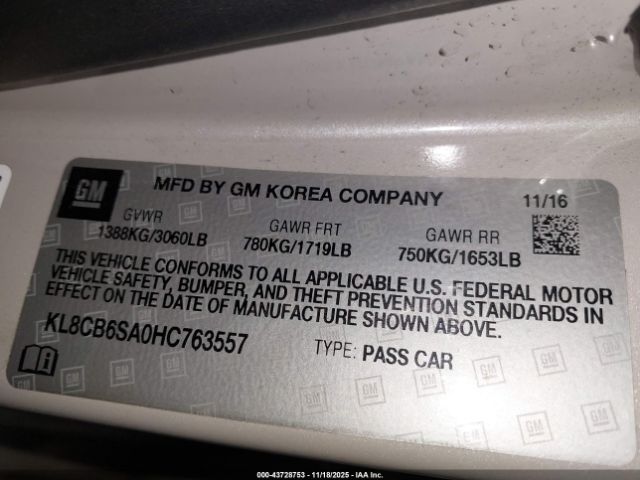 GM MFD BY GM KOREA COMPANY 11/16
GVWR GAWR FRT GAWR RR
1388KG/3060LB 780KG/1719LB 750KG/1653LB
THIS VEHICLE CONFORMS TO ALL APPLICABLE U.S. FEDERAL MOTOR
VEHICLE SAFETY, BUMPER, AND THEFT PREVENTION STANDARDS IN
EFFECT ON THE DATE OF MANUFACTURE SHOWN ABOVE.
KL8CB6SA0HC763557 TYPE: PASS CAR
000-43728753 - 11/18/2025 - IAA Inc.